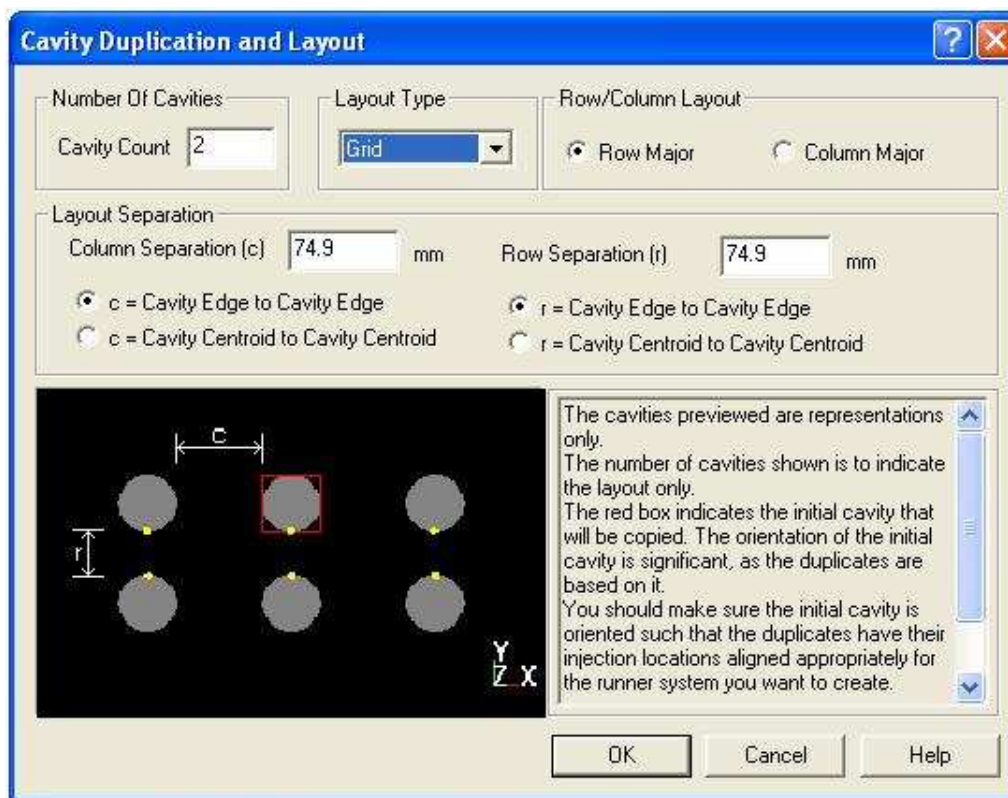 Cavity Duplication and Layout
Number Of Cavities
Cavity Count 2
Layout Type
Grid
Row/Column Layout
Row Major
Column Major
Layout Separation
Column Separation (c) 74.9 mm
Row Separation (r) 74.9 mm
c = Cavity Edge to Cavity Edge
c = Cavity Centroid to Cavity Centroid
r = Cavity Edge to Cavity Edge
r = Cavity Centroid to Cavity Centroid
C
r
Y
Z X
The cavities previewed are representations
only.
The number of cavities shown is to indicate
the layout only.
The red box indicates the initial cavity that
will be copied. The orientation of the initial
cavity is significant, as the duplicates are
based on it.
You should make sure the initial cavity is
oriented such that the duplicates have their
injection locations aligned appropriately for
the runner system you want to create.
OK
Cancel
Help